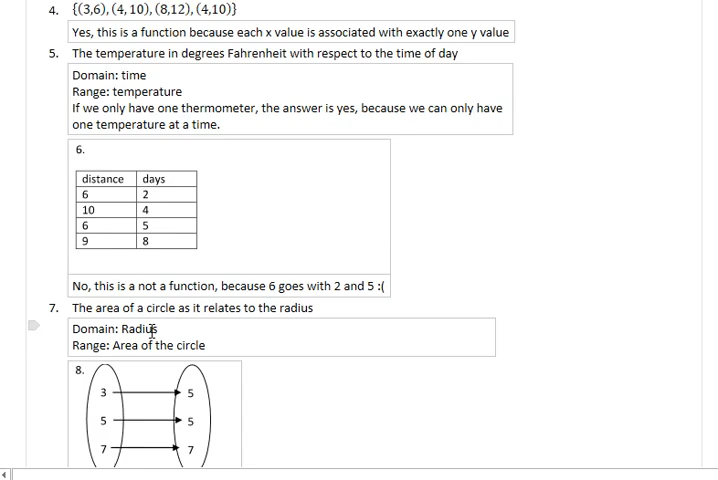 4. {(3,6),(4,10),(8,12),(4,10)}
Yes, this is a function because each x value is associated with exactly one y value
5. The temperature in degrees Fahrenheit with respect to the time of day
Domain: time
Range: temperature
If we only have one thermometer, the answer is yes, because we can only have
one temperature at a time.
6.
distance days
6 2
10 4
6 5
9 8
No, this is not a function, because 6 goes with 2 and 5 :(
7. The area of a circle as it relates to the radius
Domain: Radius
Range: Area of the circle
8.
3 5
5 5
7 7